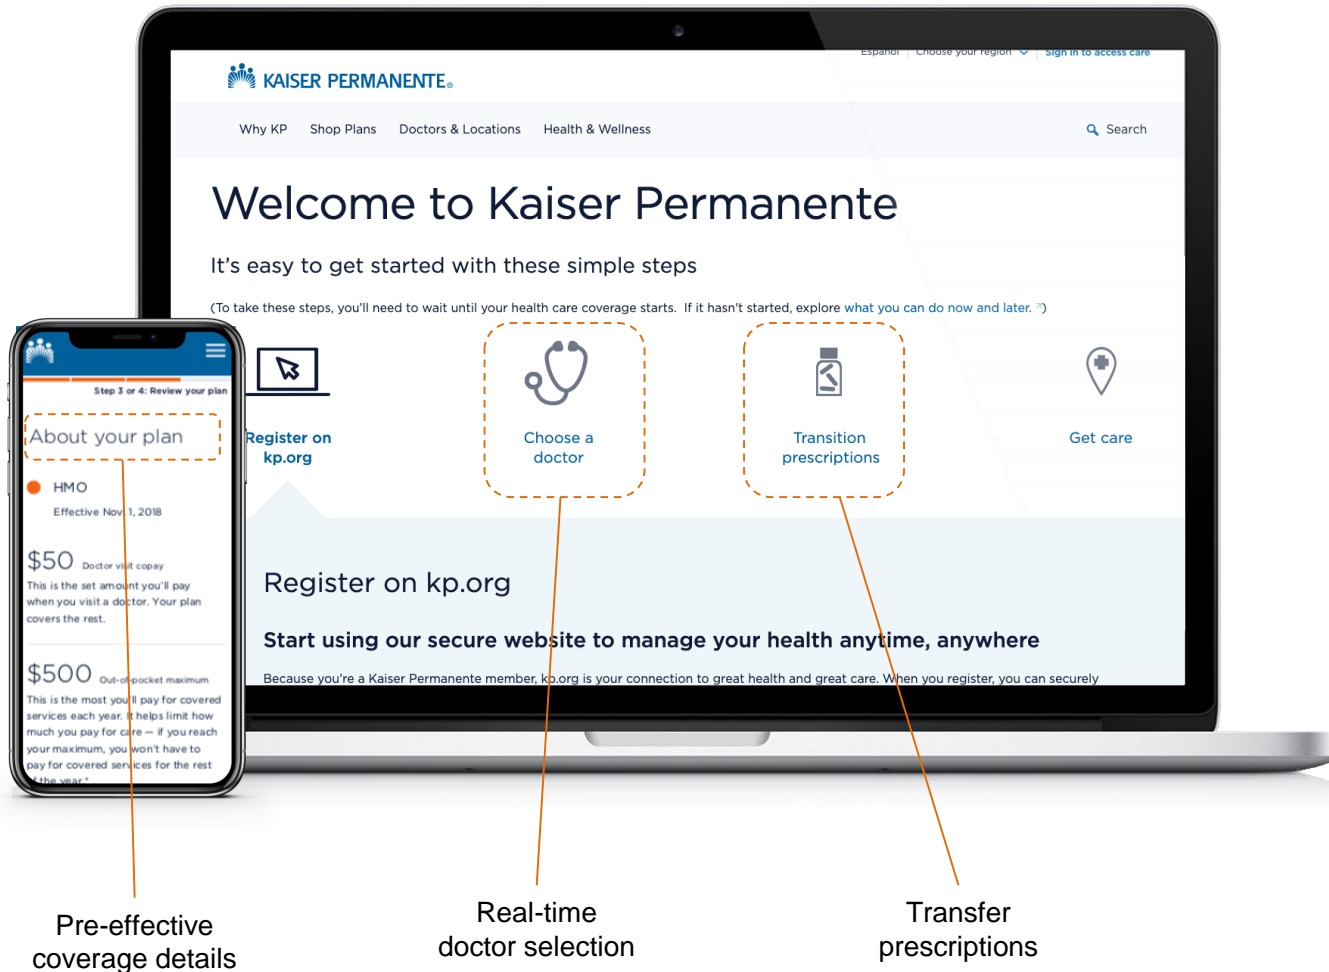 Español | Choose your region | Sign in to access care
KAISER PERMANENTE®
Why KP Shop Plans Doctors & Locations Health & Wellness Search
Welcome to Kaiser Permanente
It's easy to get started with these simple steps
(To take these steps, you'll need to wait until your health care coverage starts. If it hasn't started, explore what you can do now and later.)
Register on
kp.org
Choose a
doctor
Transition
prescriptions
Get care
Register on kp.org
Start using our secure website to manage your health anytime, anywhere
Because you're a Kaiser Permanente member, kp.org is your connection to great health and great care. When you register, you can securely
Step 3 or 4: Review your plan
About your plan
HMO
Effective Nov 1, 2018
$50 Doctor visit copay
This is the set amount you'll pay
when you visit a doctor. Your plan
covers the rest.
$500 Out-of-pocket maximum
This is the most you'll pay for covered
services each year. It helps limit how
much you pay for care — if you reach
your maximum, you won't have to
pay for covered services for the rest
of the year.*
Pre-effective
coverage details
Real-time
doctor selection
Transfer
prescriptions